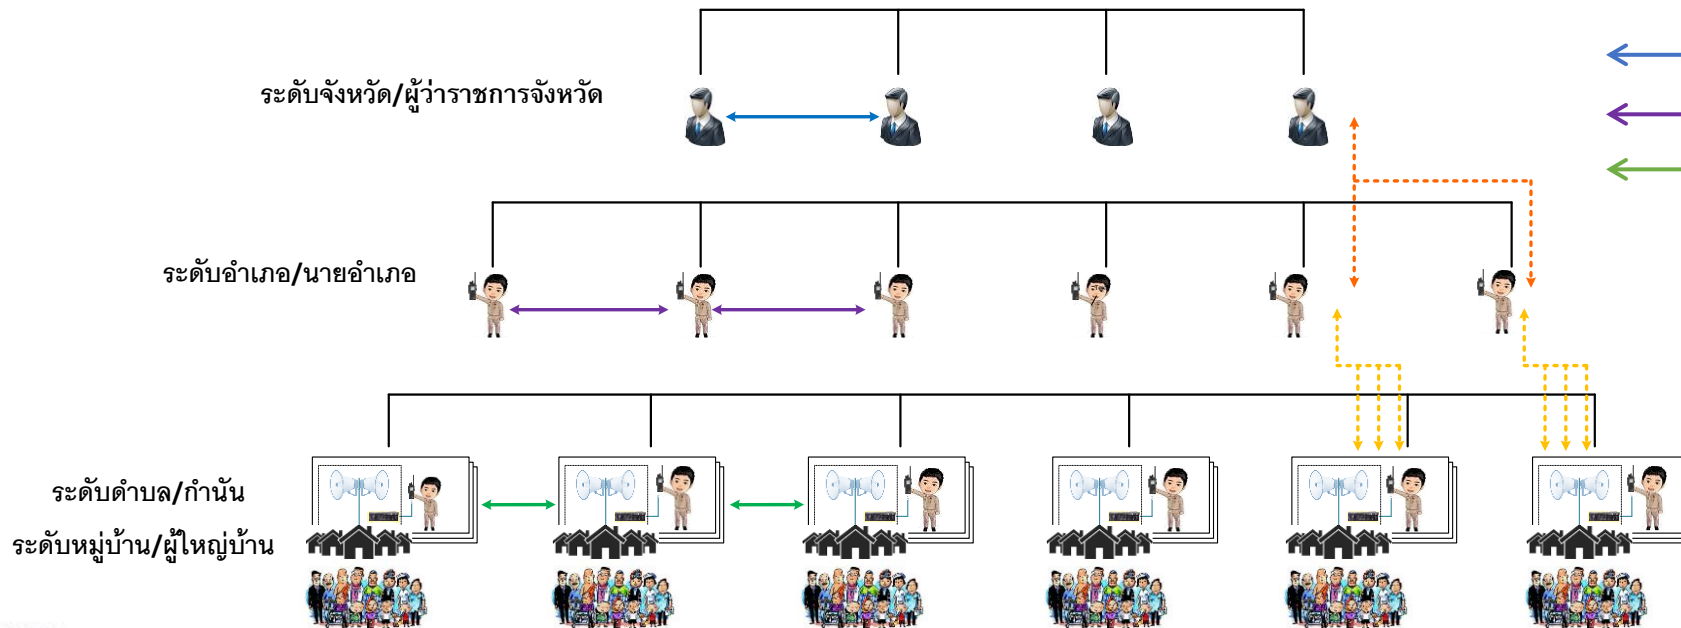 ระดับจังหวัด/ผู้ว่าราชการจังหวัด
ระดับอำเภอ/นายอำเภอ
ระดับตำบล/กำนัน
ระดับหมู่บ้าน/ผู้ใหญ่บ้าน